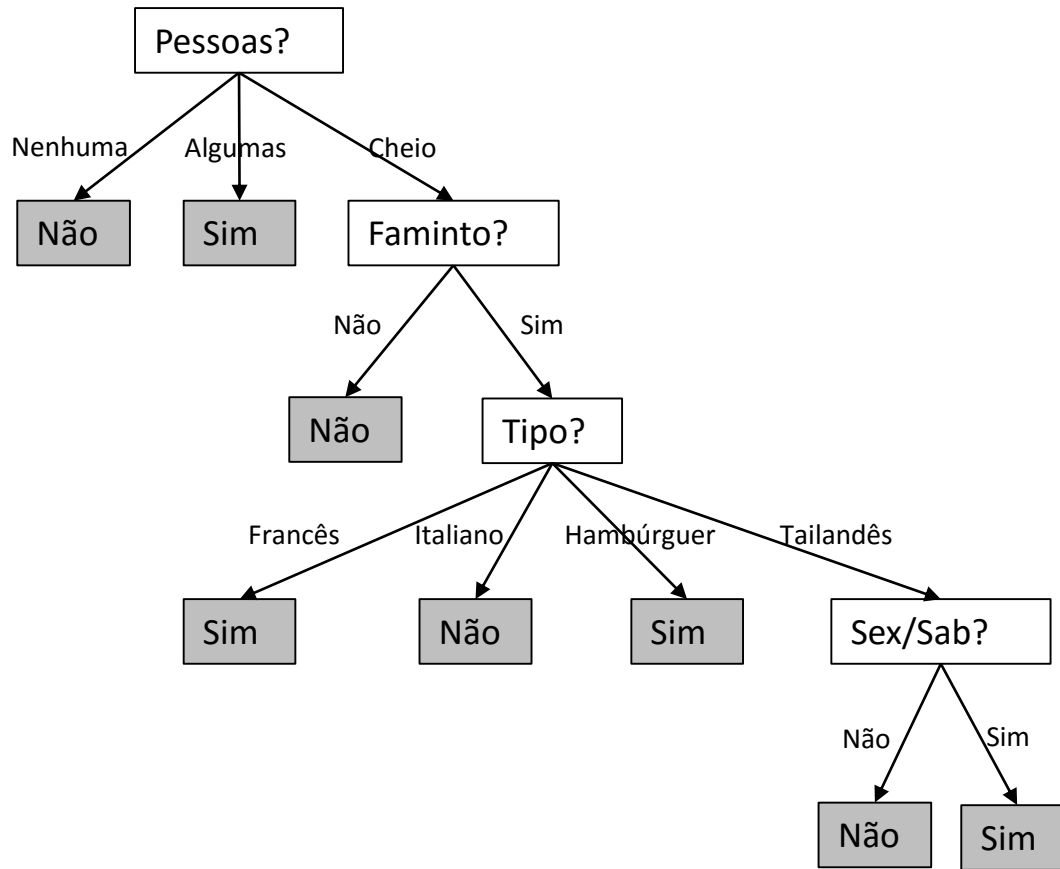 Pessoas?
Nenhuma
Algumas
Cheio
Não
Sim
Faminto?
Não
Sim
Não
Tipo?
Francês
Italiano
Hambúrguer
Tailandês
Sim
Não
Sim
Sex/Sab?
Não
Sim
Não
Sim